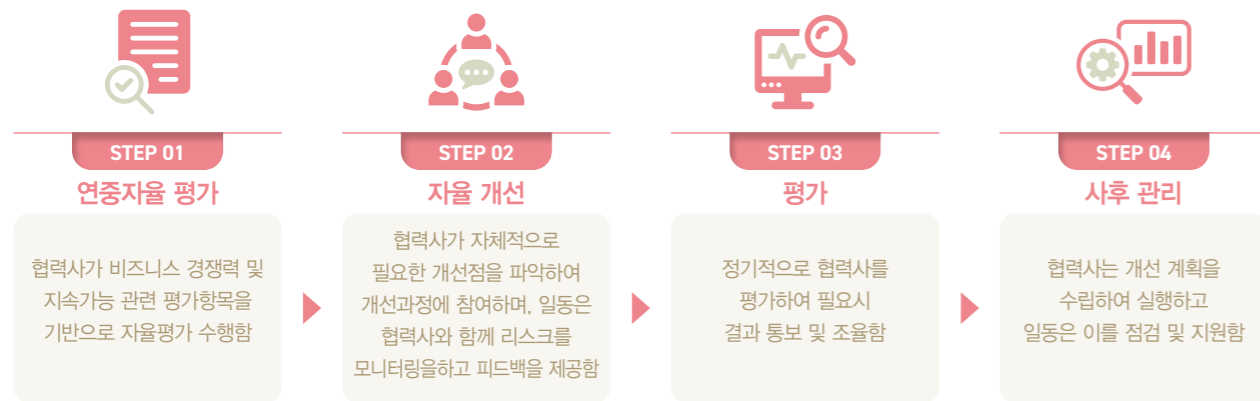 STEP 01
연중자율 평가
협력사가 비즈니스 경쟁력 및
지속가능 관련 평가항목을
기반으로 자율평가 수행함
STEP 02
자율 개선
협력사가 자체적으로
필요한 개선점을 파악하여
개선과정에 참여하며, 일동은
협력사와 함께 리스크를
모니터링을하고 피드백을 제공함
STEP 03
평가
정기적으로 협력사를
평가하여 필요시
결과 통보 및 조율함
STEP 04
사후 관리
협력사는 개선 계획을
수립하여 실행하고
일동은 이를 점검 및 지원함